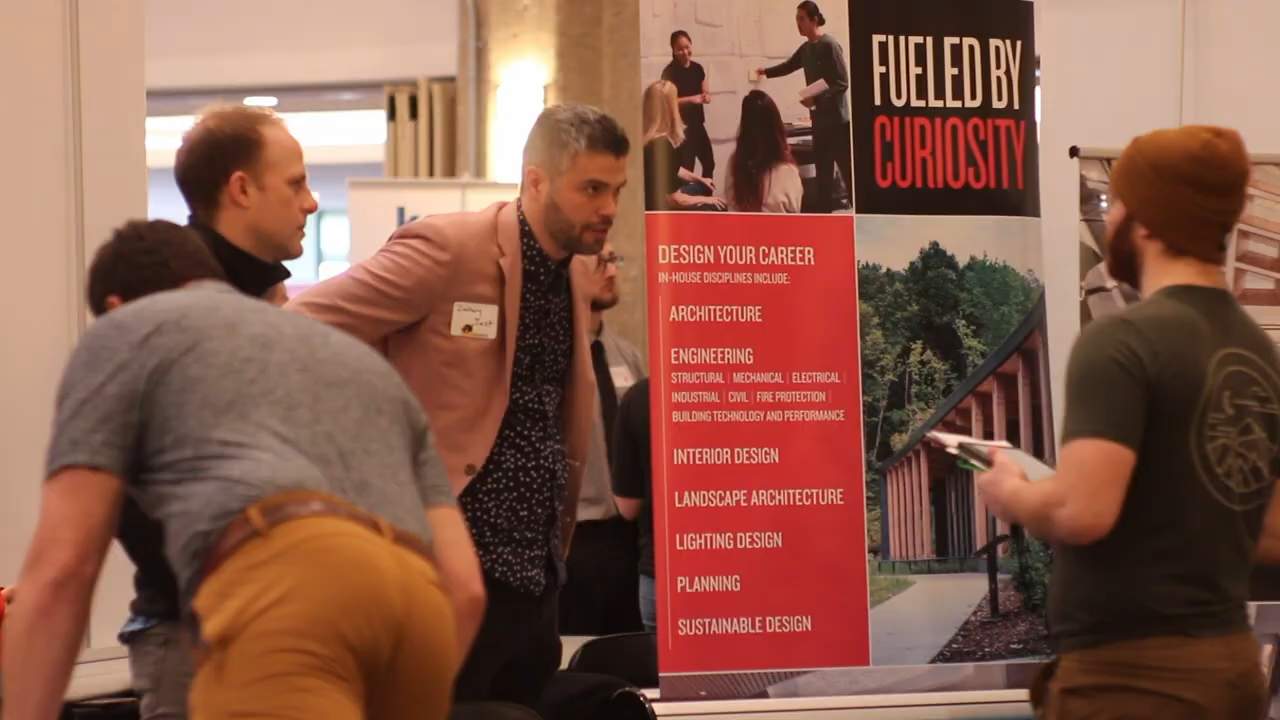 FUELED BY
CURIOSITY
DESIGN YOUR CAREER
IN-HOUSE DISCIPLINES INCLUDE:
ARCHITECTURE
ENGINEERING
STRUCTURAL | MECHANICAL | ELECTRICAL |
INDUSTRIAL | CIVIL | FIRE PROTECTION |
BUILDING TECHNOLOGY AND PERFORMANCE
INTERIOR DESIGN
LANDSCAPE ARCHITECTURE
LIGHTING DESIGN
PLANNING
SUSTAINABLE DESIGN